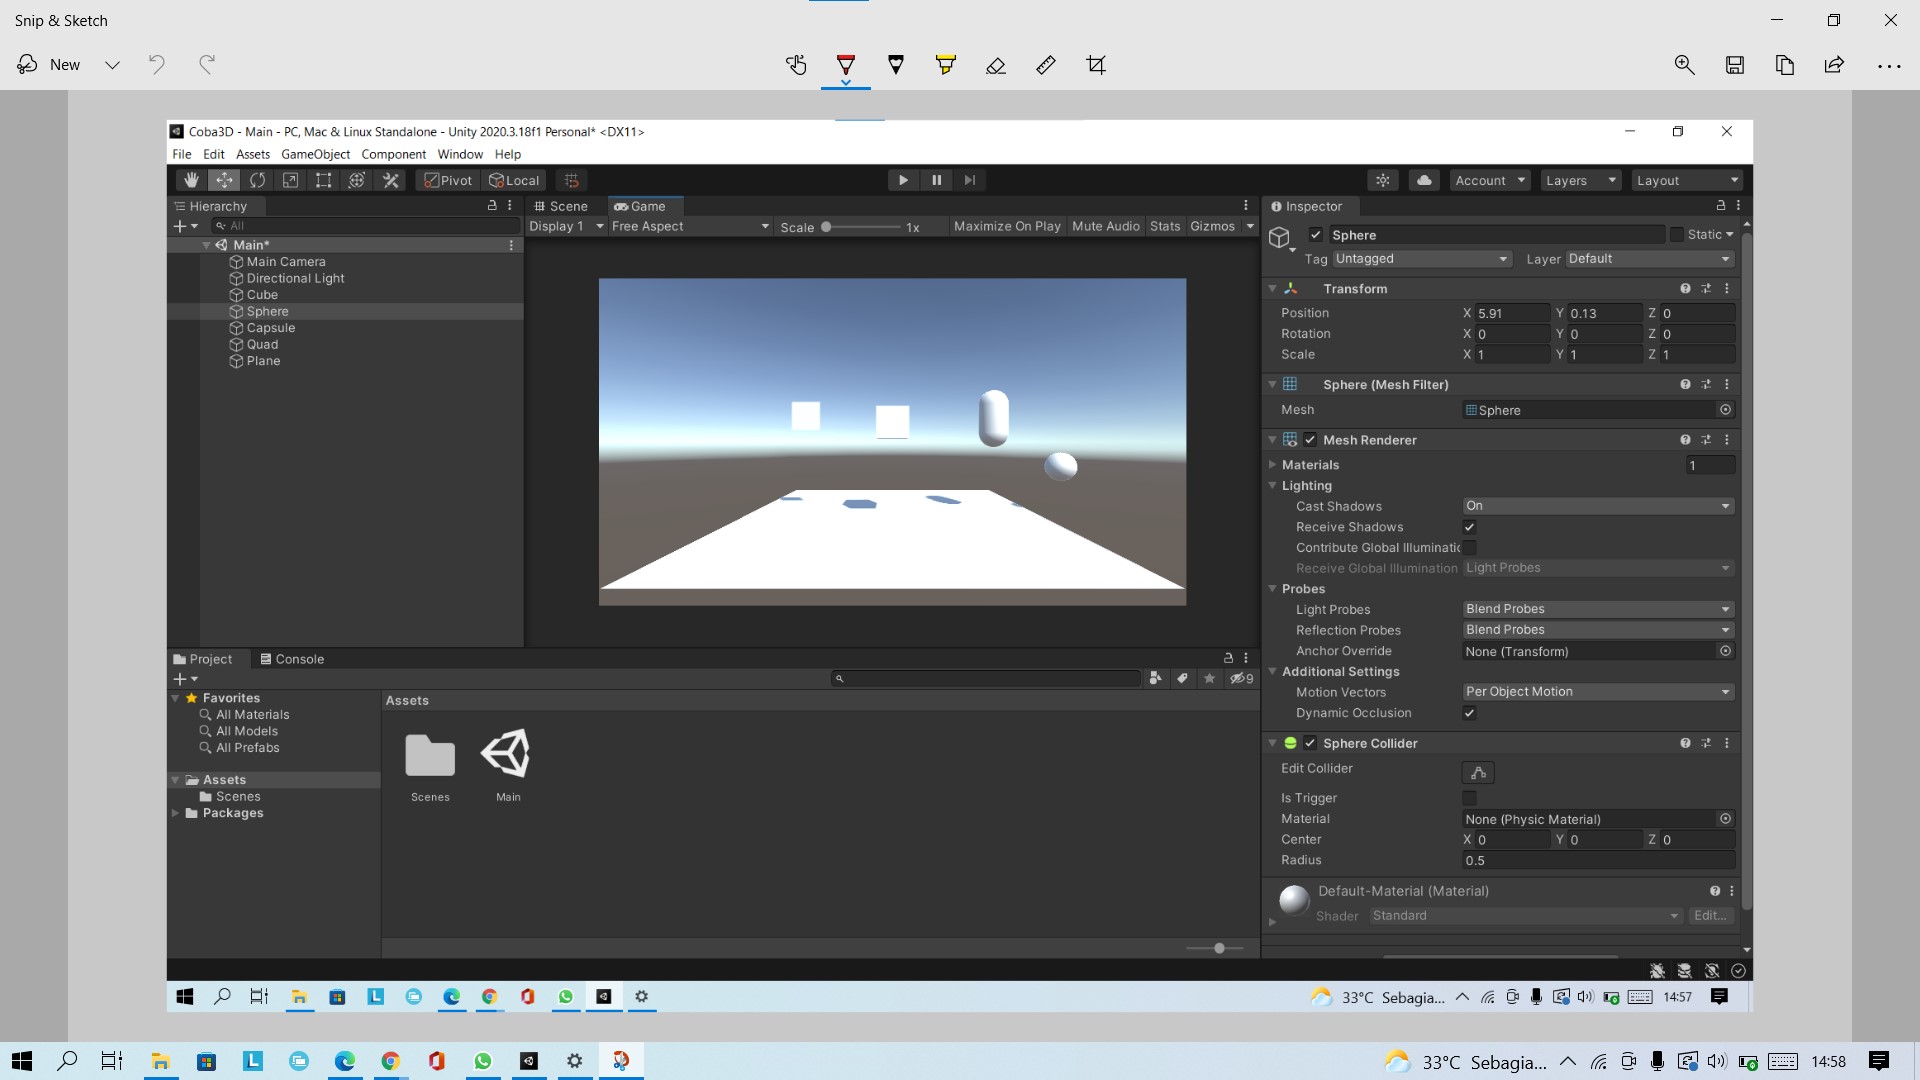 Snip & Sketch
New
Coba3D - Main - PC, Mac & Linux Standalone - Unity 2020.3.18f1 Personal* <DX11>
File Edit Assets GameObject Component Window Help
Pivot Local Account Layers Layout
Hierarchy
All
Main*
Main Camera
Directional Light
Cube
Sphere
Capsule
Quad
Plane
Scene Game
Display 1 Free Aspect Scale 1x Maximize On Play Mute Audio Stats Gizmos
Inspector
Sphere Static
Tag Untagged Layer Default
Transform
Position X 5.91 Y 0.13 Z 0
Rotation X 0 Y 0 Z 0
Scale X 1 Y 1 Z 1
Sphere (Mesh Filter)
Mesh Sphere
Mesh Renderer
Materials 1
Lighting
Cast Shadows On
Receive Shadows
Contribute Global Illuminatic
Receive Global Illumination Light Probes
Probes
Light Probes Blend Probes
Reflection Probes Blend Probes
Anchor Override None (Transform)
Additional Settings
Motion Vectors Per Object Motion
Dynamic Occlusion
Sphere Collider
Edit Collider
Is Trigger
Material None (Physic Material)
Center X 0 Y 0 Z 0
Radius 0.5
Default-Material (Material)
Shader Standard Edit...
Project Console
9
Favorites
All Materials
All Models
All Prefabs
Assets
Scenes
Packages
Assets
Scenes Main
33°C Sebagia... 14:57
33°C Sebagia... 14:58